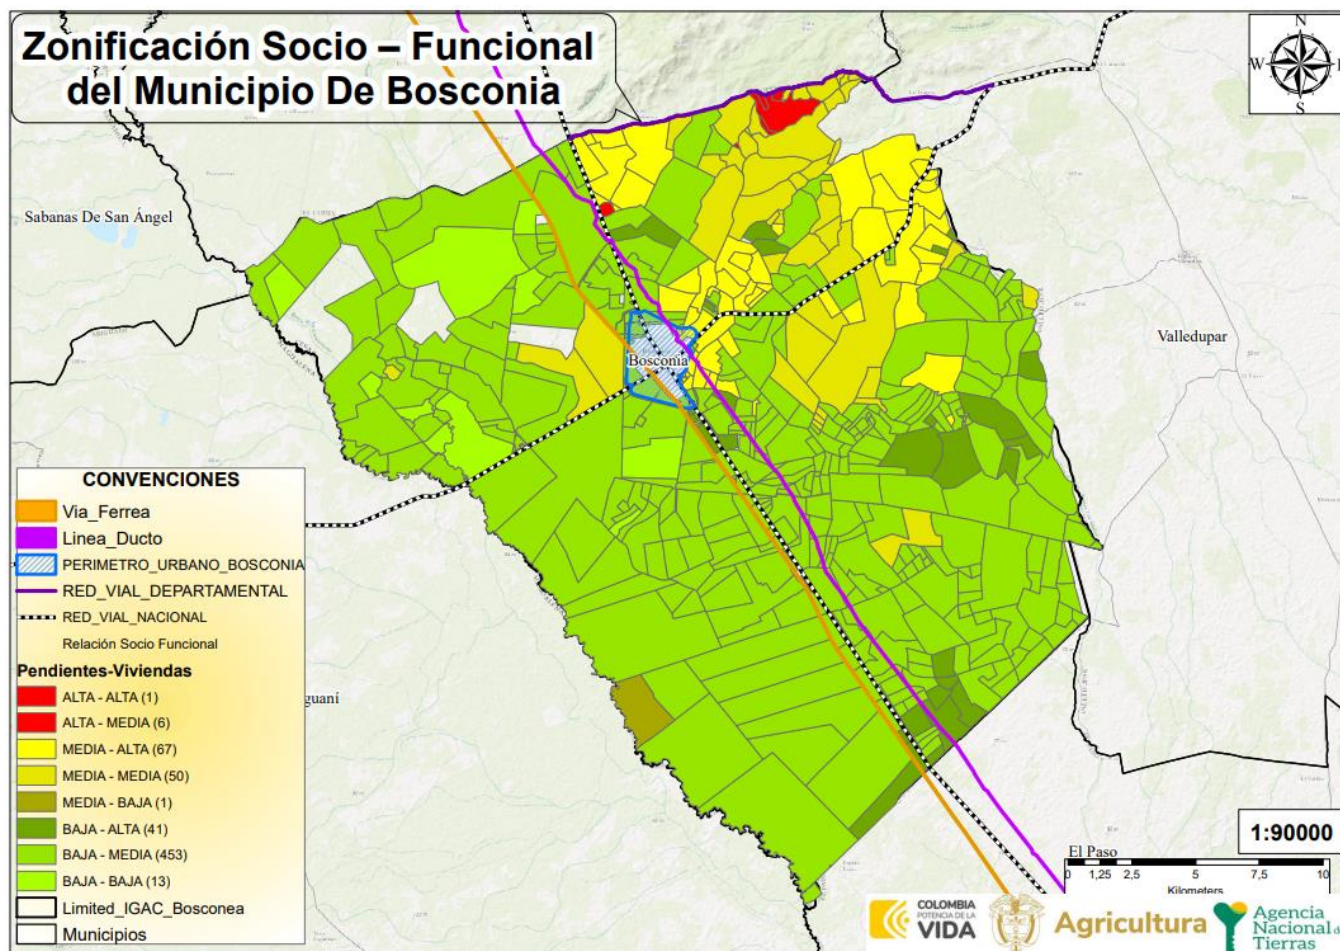 Zonificación Socio – Funcional
del Municipio De Bosconia
N
W
S
Sabanas De San Ángel
Valledupar
Bosconia
CONVENCIONES
Via_Ferrea
Linea_Ducto
PERIMETRO_URBANO_BOSCONIA
RED_VIAL_DEPARTAMENTAL
RED_VIAL_NACIONAL
Relación Socio Funcional
Pendientes-Viviendas
ALTA - ALTA (1)
ALTA - MEDIA (6)
MEDIA - ALTA (67)
MEDIA - MEDIA (50)
MEDIA - BAJA (1)
BAJA - ALTA (41)
BAJA - MEDIA (453)
BAJA - BAJA (13)
Limited_IGAC_Bosconea
Municipios
guaní
1:90000
El Paso
0 1,25 2,5 5 7,5 10
Kilometers
COLOMBIA
POTENCIA DE LA
VIDA
Agricultura
Agencia
Nacional de
Tierras